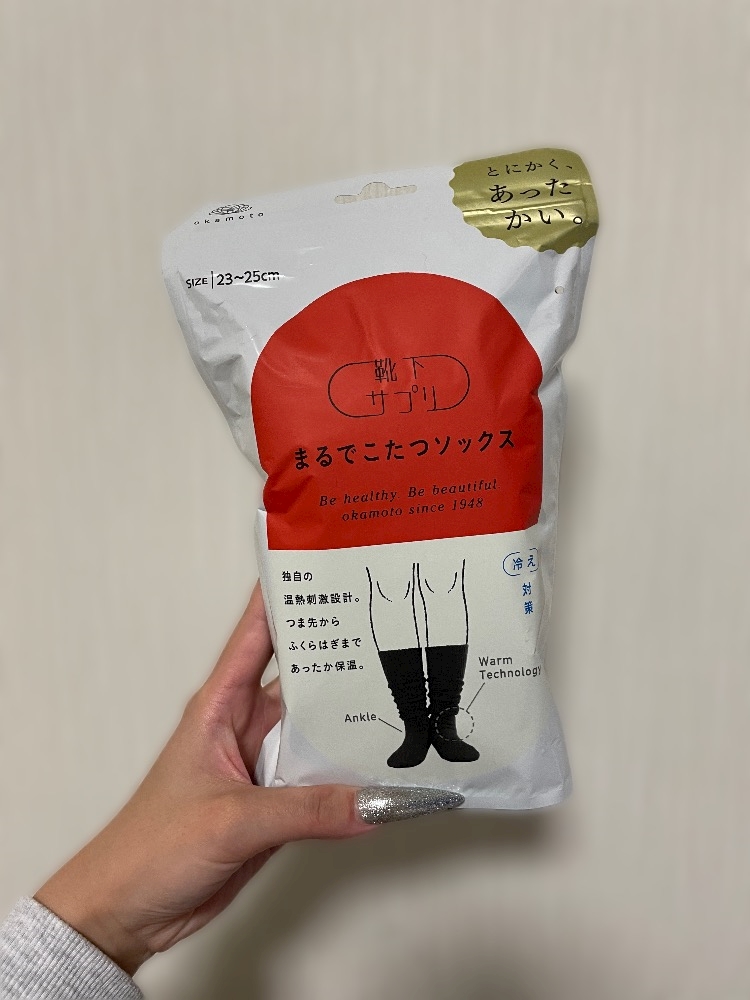 okamoto
とにかく、
あった
かい。
SIZE | 23~25cm
靴下
サプリ
まるでこたつソックス
Be healthy. Be beautiful.
okamoto since 1948
冷え
対策
独自の
温熱刺激設計。
つま先から
ふくらはぎまで
あったか保温。
Warm
Technology
Ankle